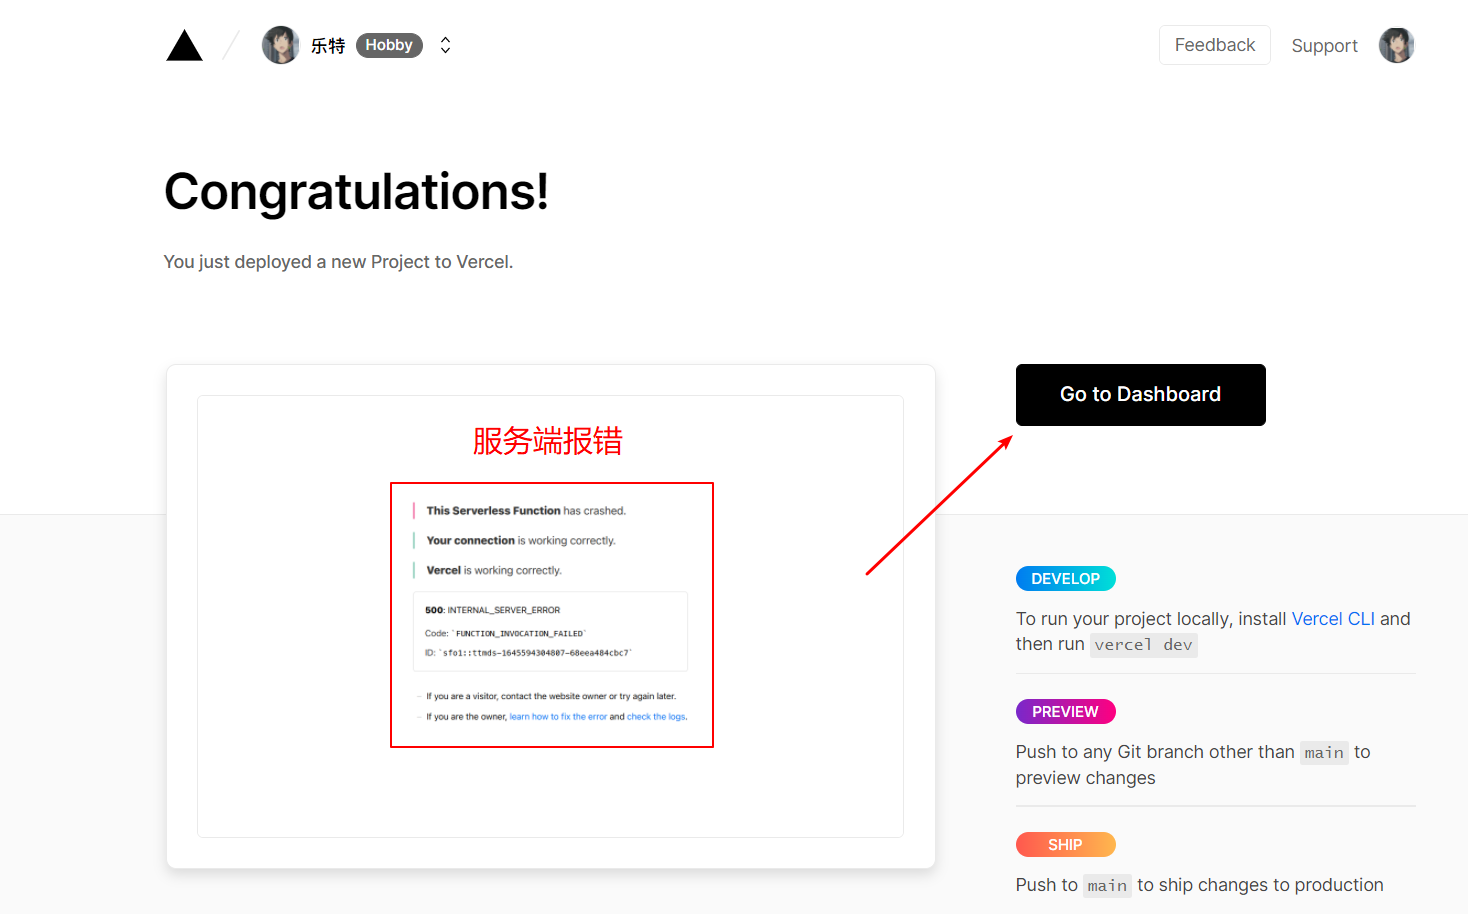 乐特 Hobby
Feedback Support
Congratulations!
You just deployed a new Project to Vercel.
Go to Dashboard
服务端报错
This Serverless Function has crashed.
Your connection is working correctly.
Vercel is working correctly.
500: INTERNAL_SERVER_ERROR
Code: `FUNCTION_INVOCATION_FAILED`
ID: `sfo1::ttmds-1645594304807-68eea484cbc7`
If you are a visitor, contact the website owner or try again later.
If you are the owner, learn how to fix the error and check the logs.
DEVELOP
To run your project locally, install Vercel CLI and
then run vercel dev
PREVIEW
Push to any Git branch other than main to
preview changes
SHIP
Push to main to ship changes to production